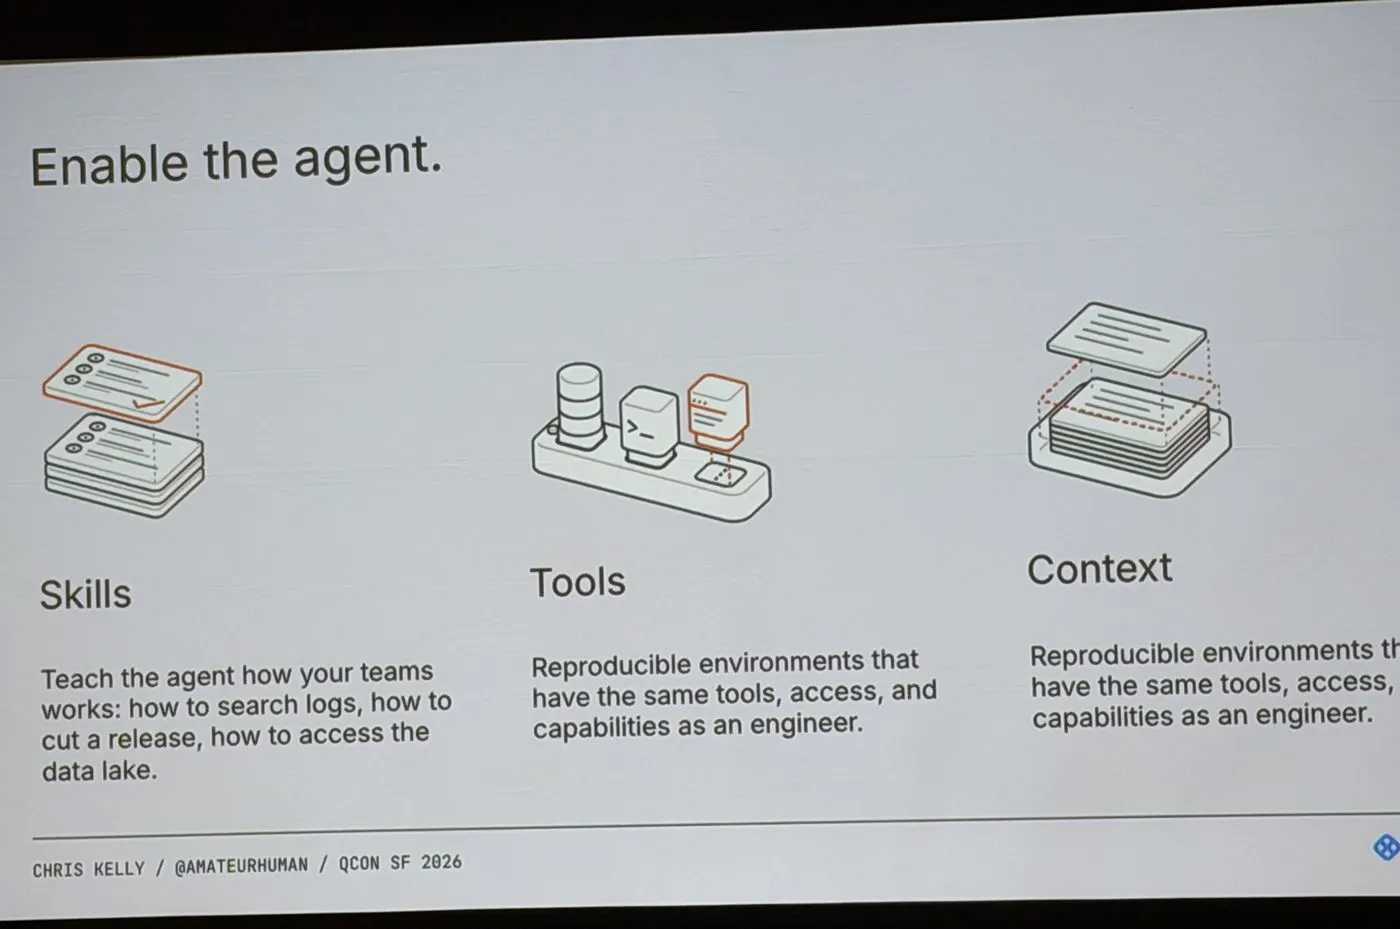 Enable the agent.
Skills
Teach the agent how your teams
works: how to search logs, how to
cut a release, how to access the
data lake.
Tools
>_
Reproducible environments that
have the same tools, access, and
capabilities as an engineer.
Context
Reproducible environments th
have the same tools, access,
capabilities as an engineer.
CHRIS KELLY / @AMATEURHUMAN / QCON SF 2026